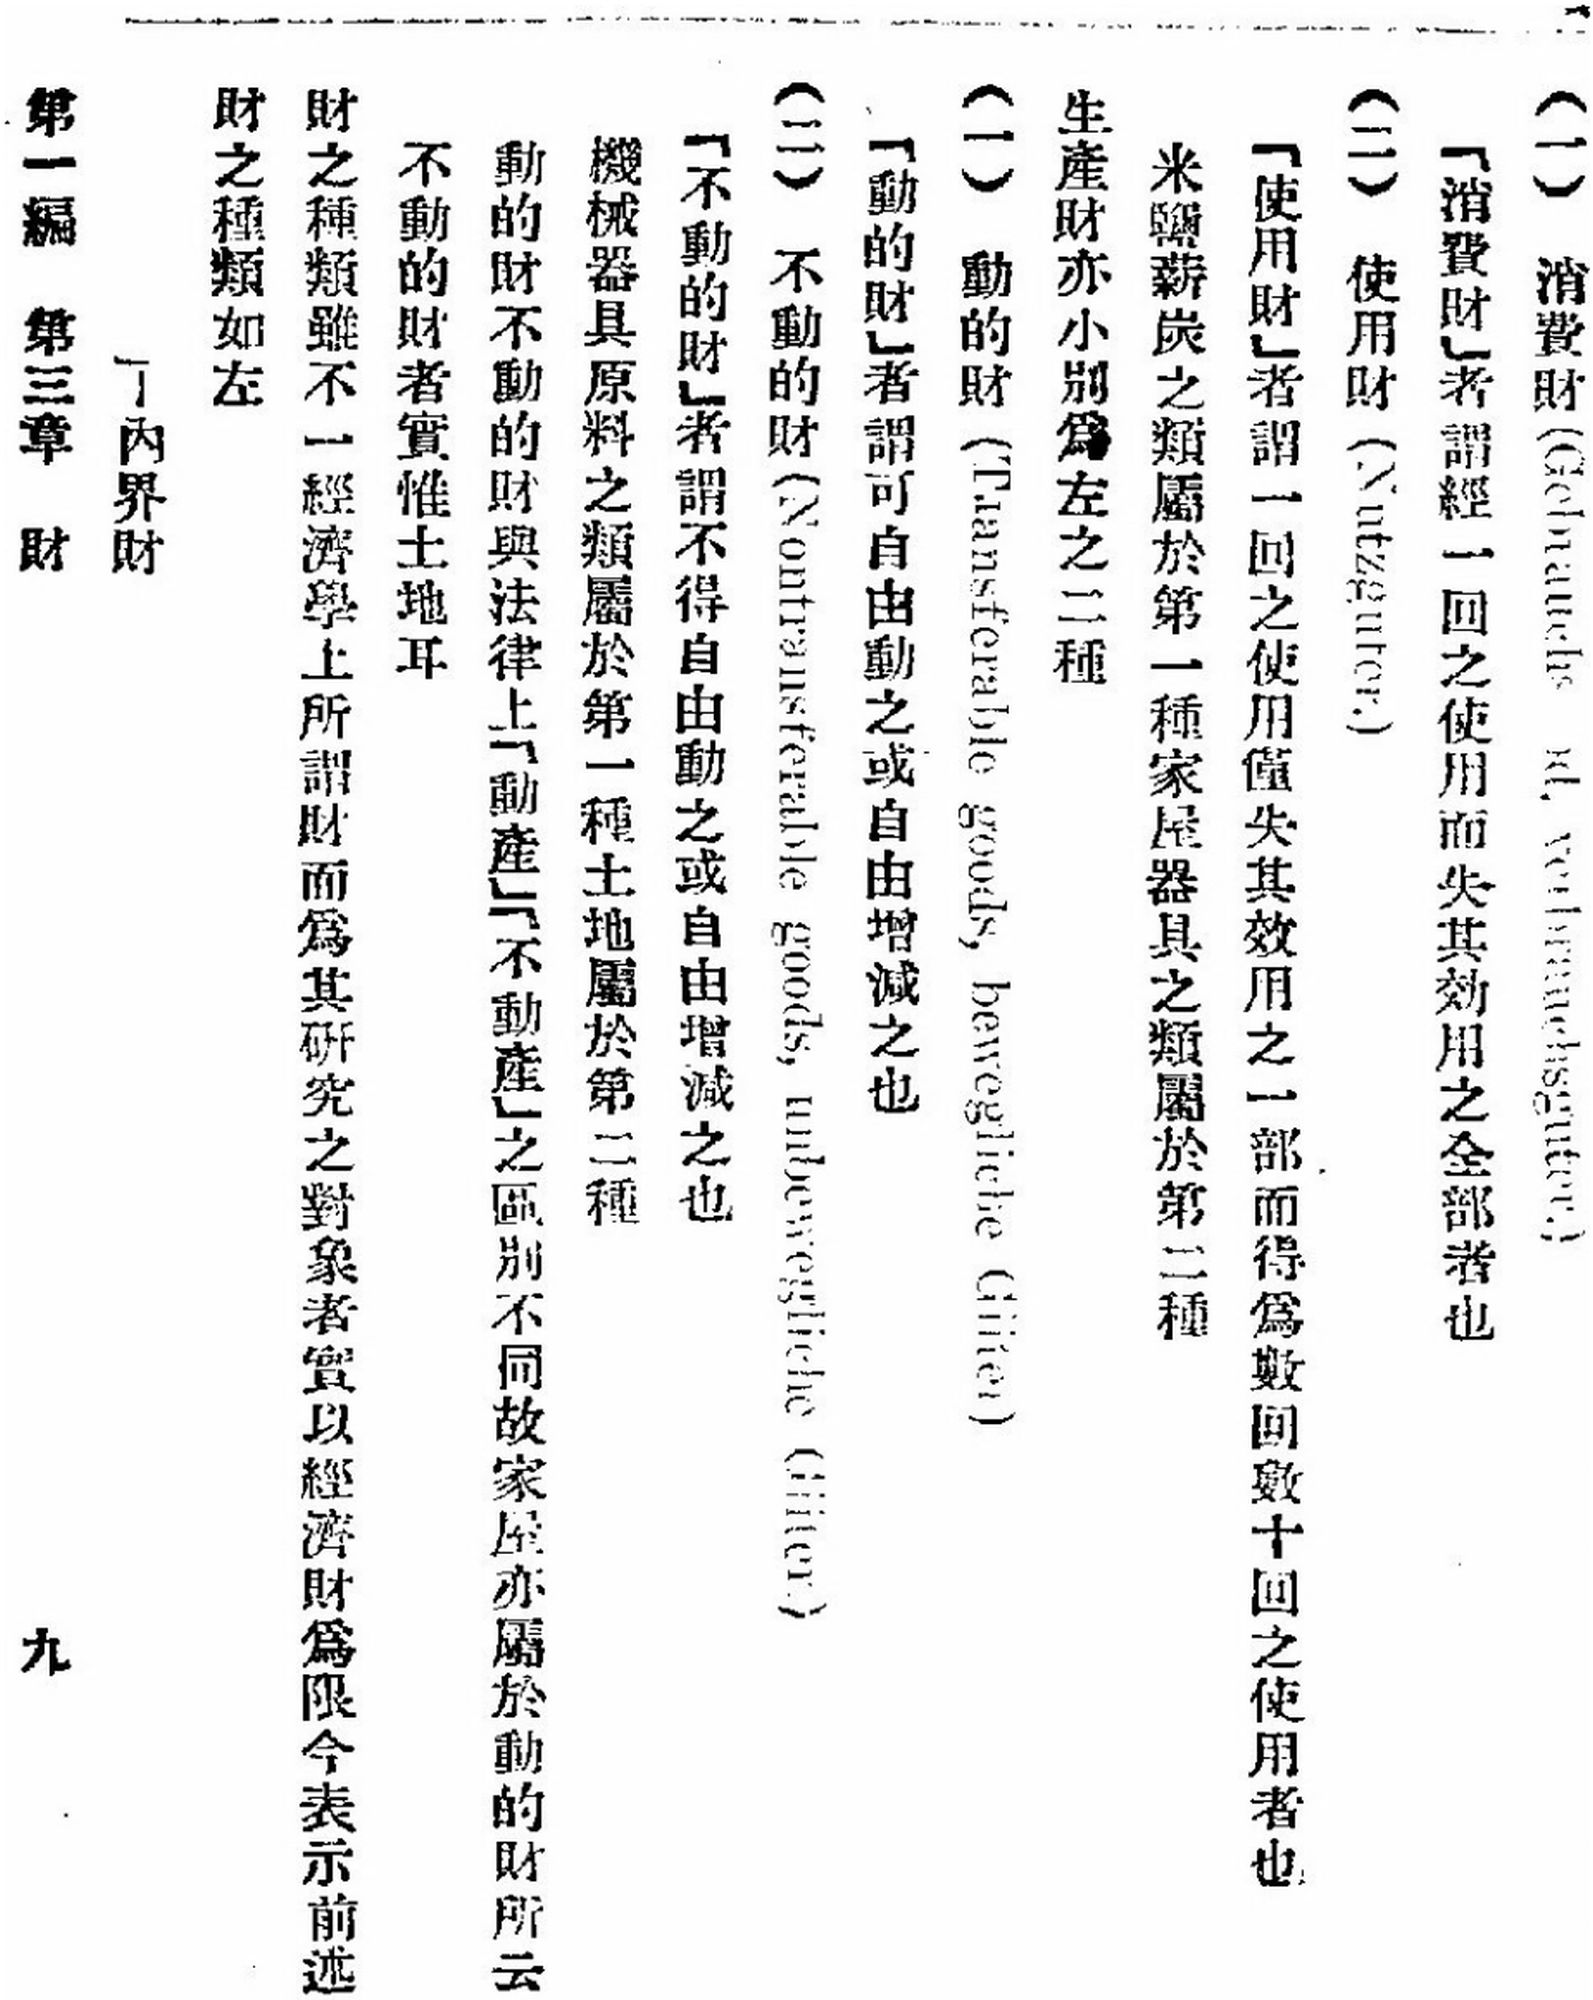 (一) 消費財 (Gebrauchs od. verbrauchsguter.)
『消費財』者謂經一回之使用而失其効用之全部者也
(二) 使用財 (Nutzguter.)
『使用財』者謂一回之使用僅失其效用之一部而得爲數回數十回之使用者也
米鹽薪炭之類屬於第一種家屋器具之類屬於第二種
生產財亦小別爲左之二種
(一) 動的財 (Transferable goods, bewegliche Güter)
『動的財』者謂可自由動之或自由增減之也
(二) 不動的財 (Nontransferable goods, unbewegliche Güter.)
『不動的財』者謂不得自由動之或自由增減之也
機械器具原料之類屬於第一種土地屬於第二種
動的財不動的財與法律上『動產』『不動產』之區別不同故家屋亦屬於動的財所云
不動的財者實惟土地耳
財之種類雖不一經濟學上所謂財而爲其硏究之對象者實以經濟財爲限今表示前述
財之種類如左
內界財
第一編 第三章 財 九